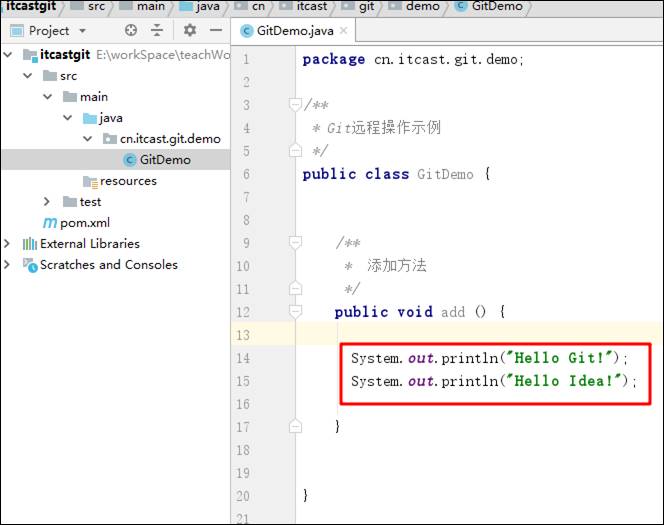 itcastgit src main java cn itcast git demo GitDemo
Project GitDemo.java
itcastgit E:\workSpace\teachWo
src
main
java
cn.itcast.git.demo
GitDemo
resources
test
pom.xml
External Libraries
Scratches and Consoles
1 package cn.itcast.git.demo;
2
3 /**
4 * Git远程操作示例
5 */
6 public class GitDemo {
7
8
9 /**
10 * 添加方法
11 */
12 public void add () {
13
14 System.out.println("Hello Git!");
15 System.out.println("Hello Idea!");
16
17 }
18
19
20 }
21